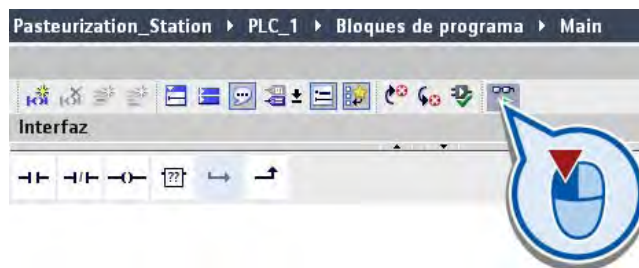 Pasteurization_Station ▸ PLC_1 ▸ Bloques de programa ▸ Main
Interfaz
??